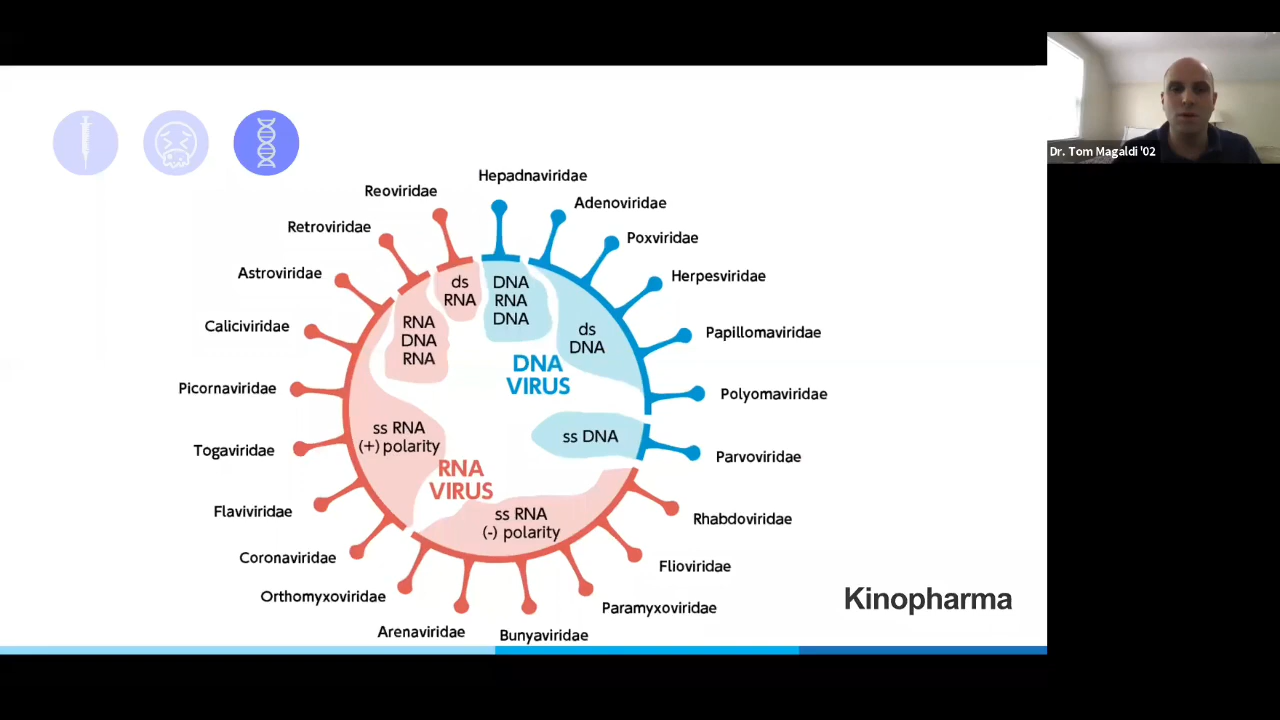 Dr. Tom Magaldi '02
Hepadnaviridae
Reoviridae
Adenoviridae
Retroviridae
Poxviridae
Astroviridae
Herpesviridae
Caliciviridae
Papillomaviridae
Picornaviridae
Polyomaviridae
Togaviridae
Parvoviridae
Flaviviridae
Rhabdoviridae
Coronaviridae
Flioviridae
Orthomyxoviridae
Paramyxoviridae
Arenaviridae
Bunyaviridae
ds
RNA
DNA
RNA
DNA
RNA
DNA
RNA
ds
DNA
DNA
VIRUS
ss RNA
(+) polarity
ss DNA
RNA
VIRUS
ss RNA
(-) polarity
Kinopharma